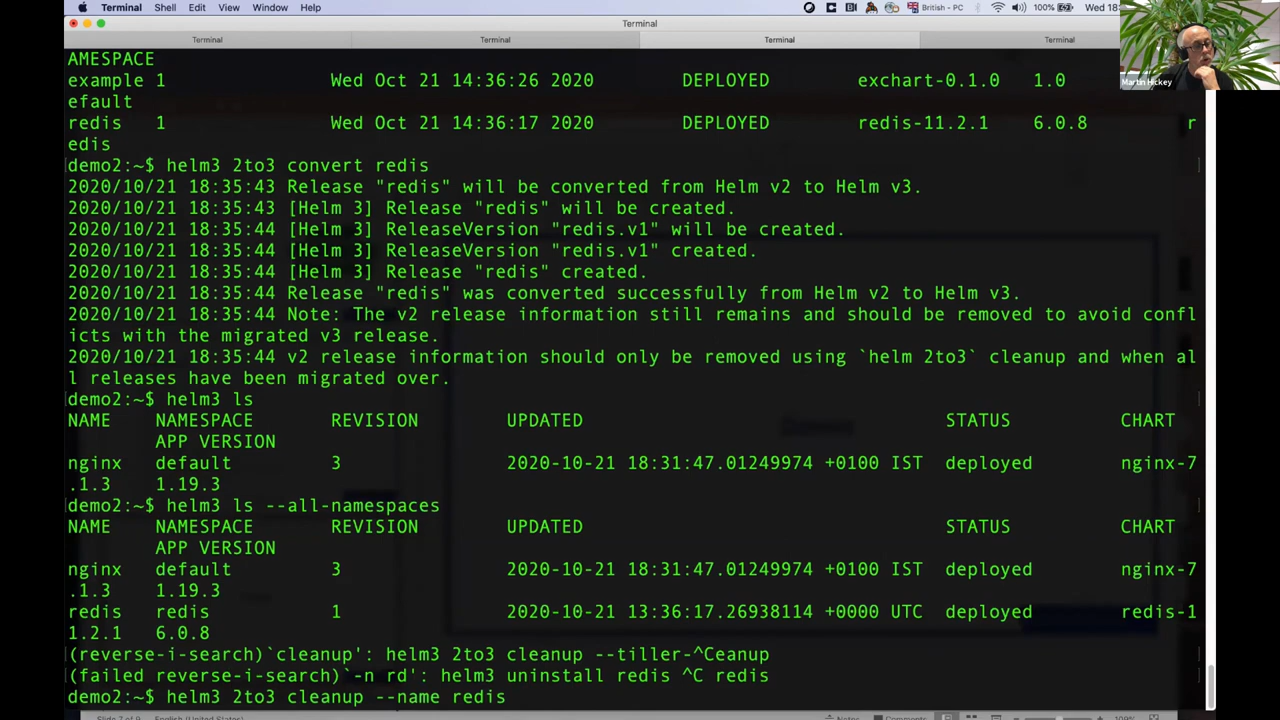 Terminal Shell Edit View Window Help British - PC 100% Wed 18:
Terminal
Terminal Terminal Terminal Terminal
Martin Hickey
AMESPACE
example 1 Wed Oct 21 14:36:26 2020 DEPLOYED exchart-0.1.0 1.0
efault
redis 1 Wed Oct 21 14:36:17 2020 DEPLOYED redis-11.2.1 6.0.8 r
edis
demo2:~$ helm3 2to3 convert redis
2020/10/21 18:35:43 Release "redis" will be converted from Helm v2 to Helm v3.
2020/10/21 18:35:43 [Helm 3] Release "redis" will be created.
2020/10/21 18:35:44 [Helm 3] ReleaseVersion "redis.v1" will be created.
2020/10/21 18:35:44 [Helm 3] ReleaseVersion "redis.v1" created.
2020/10/21 18:35:44 [Helm 3] Release "redis" created.
2020/10/21 18:35:44 Release "redis" was converted successfully from Helm v2 to Helm v3.
2020/10/21 18:35:44 Note: The v2 release information still remains and should be removed to avoid confl
icts with the migrated v3 release.
2020/10/21 18:35:44 v2 release information should only be removed using `helm 2to3` cleanup and when al
l releases have been migrated over.
demo2:~$ helm3 ls
NAME NAMESPACE REVISION UPDATED STATUS CHART
APP VERSION
nginx default 3 2020-10-21 18:31:47.01249974 +0100 IST deployed nginx-7
.1.3 1.19.3
demo2:~$ helm3 ls --all-namespaces
NAME NAMESPACE REVISION UPDATED STATUS CHART
APP VERSION
nginx default 3 2020-10-21 18:31:47.01249974 +0100 IST deployed nginx-7
.1.3 1.19.3
redis redis 1 2020-10-21 13:36:17.26938114 +0000 UTC deployed redis-1
1.2.1 6.0.8
(reverse-i-search)`cleanup': helm3 2to3 cleanup --tiller-^Ceanup
(failed reverse-i-search)`-n rd': helm3 uninstall redis ^C redis
demo2:~$ helm3 2to3 cleanup --name redis